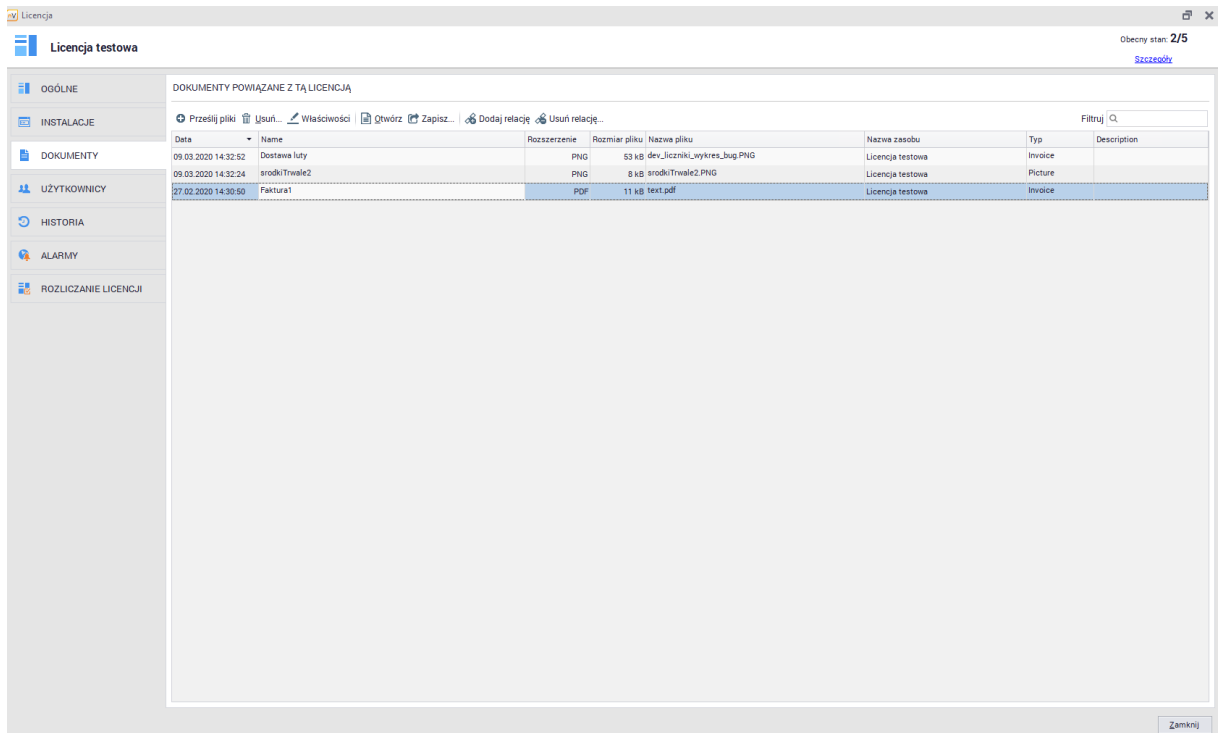 Licencja
Licencja testowa
Obecny stan: 2/5
Szczegóły
OGÓLNE
INSTALACJE
DOKUMENTY
UŻYTKOWNICY
HISTORIA
ALARMY
ROZLICZANIE LICENCJI
DOKUMENTY POWIĄZANE Z TĄ LICENCJĄ
Prześlij pliki Usuń... Właściwości Otwórz Zapisz... Dodaj relację Usuń relację... Filtruj
Data Name Rozszerzenie Rozmiar pliku Nazwa pliku Nazwa zasobu Typ Description
09.03.2020 14:32:52 Dostawa luty PNG 53 kB dev_liczniki_wykres_bug.PNG Licencja testowa Invoice
09.03.2020 14:32:24 srodkiTrwale2 PNG 8 kB srodkiTrwale2.PNG Licencja testowa Picture
27.02.2020 14:30:50 Faktura1 PDF 11 kB text.pdf Licencja testowa Invoice
Zamknij